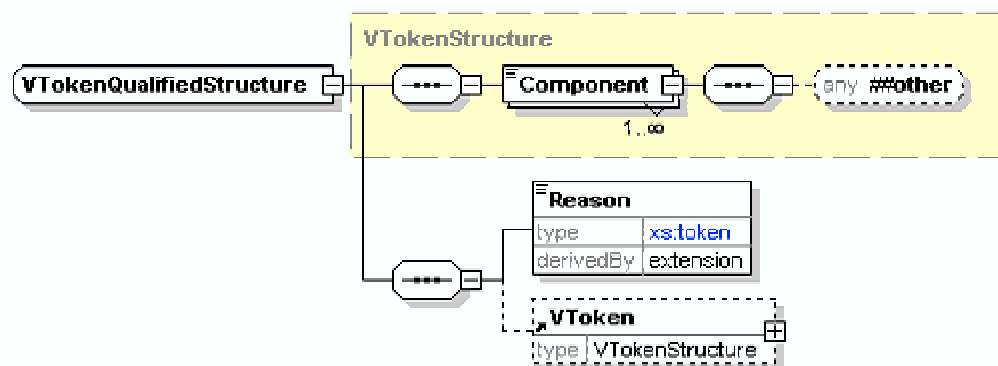 VTokenStructure
VTokenQualifiedStructure
Component
any ##other
1..∞
Reason
type xs:token
derivedBy extension
VToken
type VTokenStructure